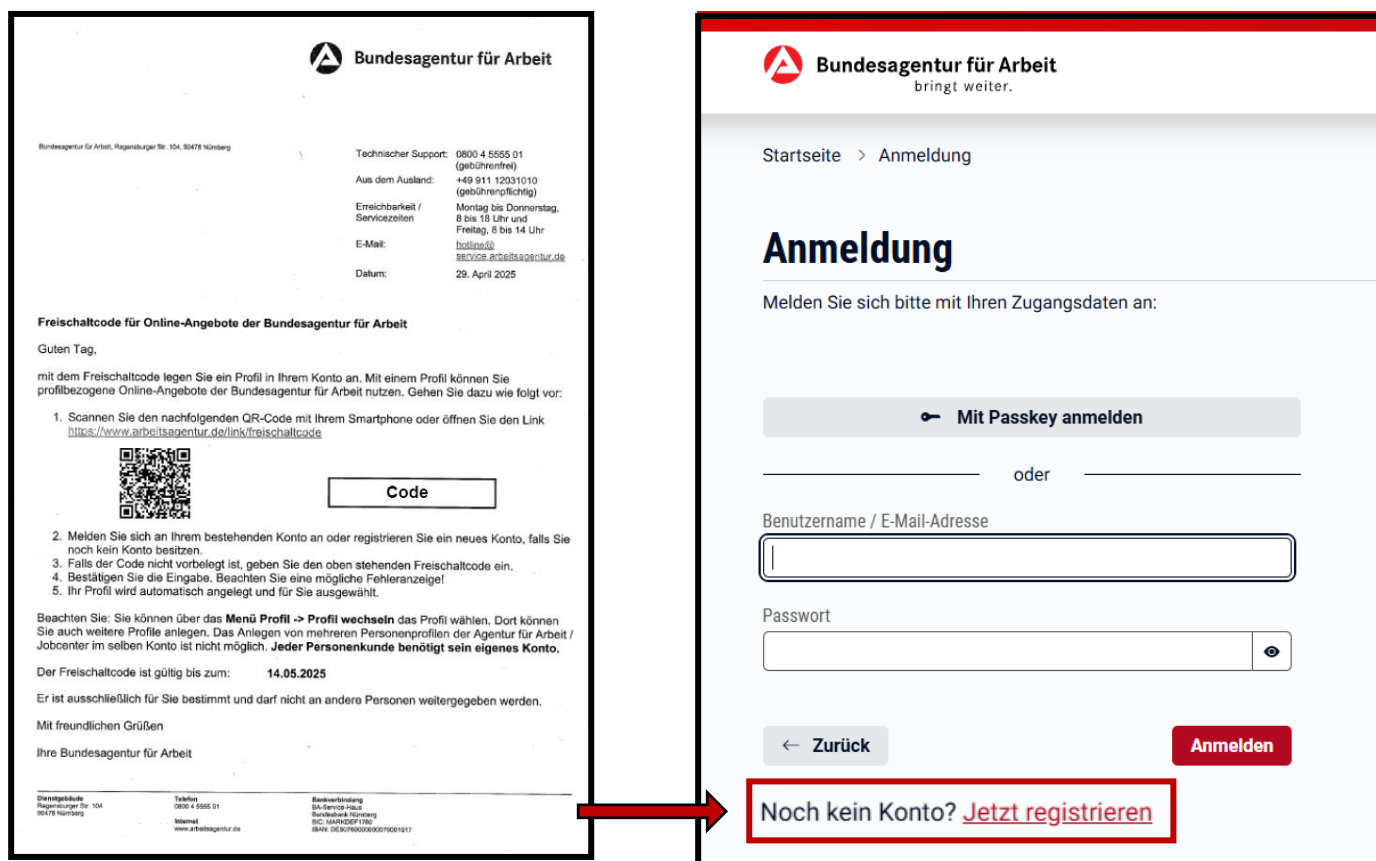 Bundesagentur für Arbeit
Bundesagentur für Arbeit, Regensburger Str. 104, 90478 Nürnberg
Technischer Support: 0800 4 5555 01
(gebührenfrei)
Aus dem Ausland: +49 911 12031010
(gebührenpflichtig)
Erreichbarkeit / Montag bis Donnerstag,
Servicezeiten 8 bis 18 Uhr und
Freitag, 8 bis 14 Uhr
E-Mail: hotline@
service.arbeitsagentur.de
Datum: 29. April 2025
Freischaltcode für Online-Angebote der Bundesagentur für Arbeit
Guten Tag,
mit dem Freischaltcode legen Sie ein Profil in Ihrem Konto an. Mit einem Profil können Sie
profilbezogene Online-Angebote der Bundesagentur für Arbeit nutzen. Gehen Sie dazu wie folgt vor:
1. Scannen Sie den nachfolgenden QR-Code mit Ihrem Smartphone oder öffnen Sie den Link
https://www.arbeitsagentur.de/link/freischaltcode
Code
2. Melden Sie sich an Ihrem bestehenden Konto an oder registrieren Sie ein neues Konto, falls Sie
noch kein Konto besitzen.
3. Falls der Code nicht vorbelegt ist, geben Sie den oben stehenden Freischaltcode ein.
4. Bestätigen Sie die Eingabe. Beachten Sie eine mögliche Fehleranzeige!
5. Ihr Profil wird automatisch angelegt und für Sie ausgewählt.
Beachten Sie: Sie können über das Menü Profil -> Profil wechseln das Profil wählen. Dort können
Sie auch weitere Profile anlegen. Das Anlegen von mehreren Personenprofilen der Agentur für Arbeit /
Jobcenter im selben Konto ist nicht möglich. Jeder Personenkunde benötigt sein eigenes Konto.
Der Freischaltcode ist gültig bis zum: 14.05.2025
Er ist ausschließlich für Sie bestimmt und darf nicht an andere Personen weitergegeben werden.
Mit freundlichen Grüßen
Ihre Bundesagentur für Arbeit
Dienstgebäude
Regensburger Str. 104
90478 Nürnberg
Telefon
0800 4 5555 01
Internet
www.arbeitsagentur.de
Bankverbindung
BA-Service-Haus
Bundesbank Nürnberg
BIC: MARKDEF1760
Bundesagentur für Arbeit
bringt weiter.
Startseite > Anmeldung
Anmeldung
Melden Sie sich bitte mit Ihren Zugangsdaten an:
Mit Passkey anmelden
oder
Benutzername / E-Mail-Adresse
Passwort
← Zurück
Anmelden
Noch kein Konto? Jetzt registrieren